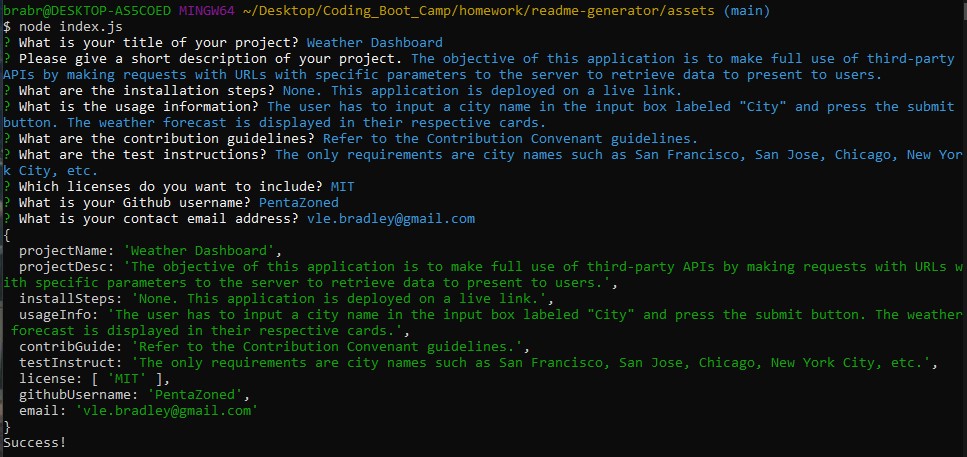 brabr@DESKTOP-AS5COED MINGW64 ~/Desktop/Coding_Boot_Camp/homework/readme-generator/assets (main)
$ node index.js
? What is your title of your project? Weather Dashboard
? Please give a short description of your project. The objective of this application is to make full use of third-party
APIs by making requests with URLs with specific parameters to the server to retrieve data to present to users.
? What are the installation steps? None. This application is deployed on a live link.
? What is the usage information? The user has to input a city name in the input box labeled "City" and press the submit
button. The weather forecast is displayed in their respective cards.
? What are the contribution guidelines? Refer to the Contribution Convenant guidelines.
? What are the test instructions? The only requirements are city names such as San Francisco, San Jose, Chicago, New Yor
k City, etc.
? Which licenses do you want to include? MIT
? What is your Github username? PentaZoned
? What is your contact email address? vle.bradley@gmail.com
{
  projectName: 'Weather Dashboard',
  projectDesc: 'The objective of this application is to make full use of third-party APIs by making requests with URLs w
ith specific parameters to the server to retrieve data to present to users.',
  installSteps: 'None. This application is deployed on a live link.',
  usageInfo: 'The user has to input a city name in the input box labeled "City" and press the submit button. The weather
 forecast is displayed in their respective cards.',
  contribGuide: 'Refer to the Contribution Convenant guidelines.',
  testInstruct: 'The only requirements are city names such as San Francisco, San Jose, Chicago, New York City, etc.',
  license: [ 'MIT' ],
  githubUsername: 'PentaZoned',
  email: 'vle.bradley@gmail.com'
}
Success!